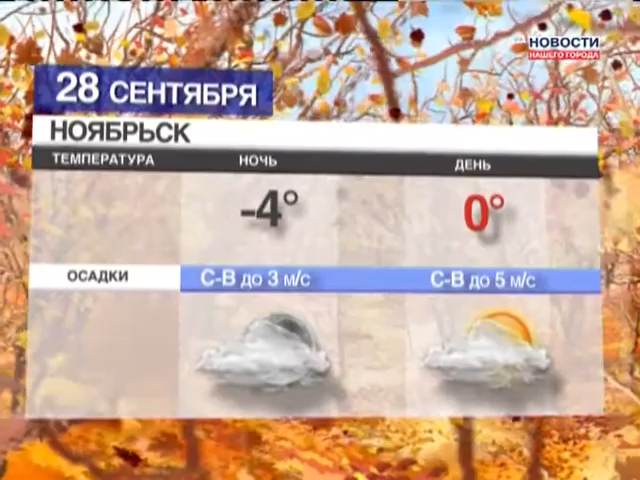 НОВОСТИ
НАШЕГО ГОРОДА
28 СЕНТЯБРЯ
НОЯБРЬСК
ТЕМПЕРАТУРА НОЧЬ ДЕНЬ
-4° 0°
ОСАДКИ С-В ДО 3 М/С С-В ДО 5 М/С